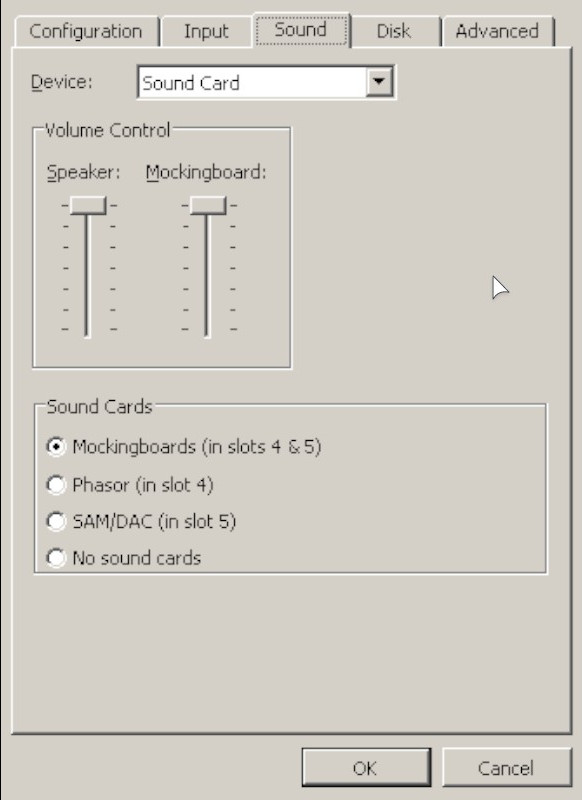 Configuration Input Sound Disk Advanced
Device: Sound Card
Volume Control
Speaker: Mockingboard:
Sound Cards
Mockingboards (in slots 4 & 5)
Phasor (in slot 4)
SAM/DAC (in slot 5)
No sound cards
OK Cancel